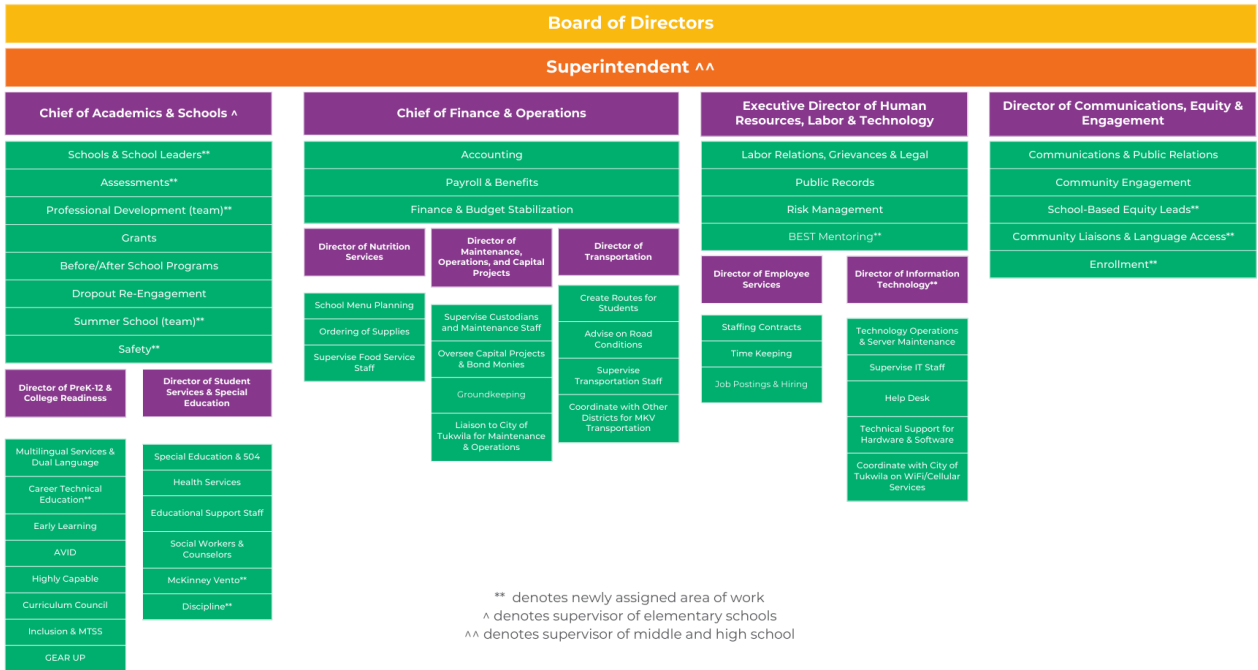 Board of Directors
Superintendent ^^
Chief of Academics & Schools ^
Schools & School Leaders**
Assessments**
Professional Development (team)**
Grants
Before/After School Programs
Dropout Re-Engagement
Summer School (team)**
Safety**
Director of PreK-12 &
College Readiness
Multilingual Services &
Dual Language
Career Technical
Education**
Early Learning
AVID
Highly Capable
Curriculum Council
Inclusion & MTSS
GEAR UP
Director of Student
Services & Special
Education
Special Education & 504
Health Services
Educational Support Staff
Social Workers &
Counselors
McKinney Vento**
Discipline**
Chief of Finance & Operations
Accounting
Payroll & Benefits
Finance & Budget Stabilization
Director of Nutrition
Services
School Menu Planning
Ordering of Supplies
Supervise Food Service
Staff
Director of
Maintenance,
Operations, and Capital
Projects
Supervise Custodians
and Maintenance Staff
Oversee Capital Projects
& Bond Monies
Groundkeeping
Liaison to City of
Tukwila for Maintenance
& Operations
Director of
Transportation
Create Routes for
Students
Advise on Road
Conditions
Supervise
Transportation Staff
Coordinate with Other
Districts for MKV
Transportation
Executive Director of Human
Resources, Labor & Technology
Labor Relations, Grievances & Legal
Public Records
Risk Management
BEST Mentoring**
Director of Employee
Services
Staffing Contracts
Time Keeping
Job Postings & Hiring
Director of Information
Technology**
Technology Operations
& Server Maintenance
Supervise IT Staff
Help Desk
Technical Support for
Hardware & Software
Coordinate with City of
Tukwila on WiFi/Cellular
Services
Director of Communications, Equity &
Engagement
Communications & Public Relations
Community Engagement
School-Based Equity Leads**
Community Liaisons & Language Access**
Enrollment**
** denotes newly assigned area of work
^ denotes supervisor of elementary schools
^^ denotes supervisor of middle and high school